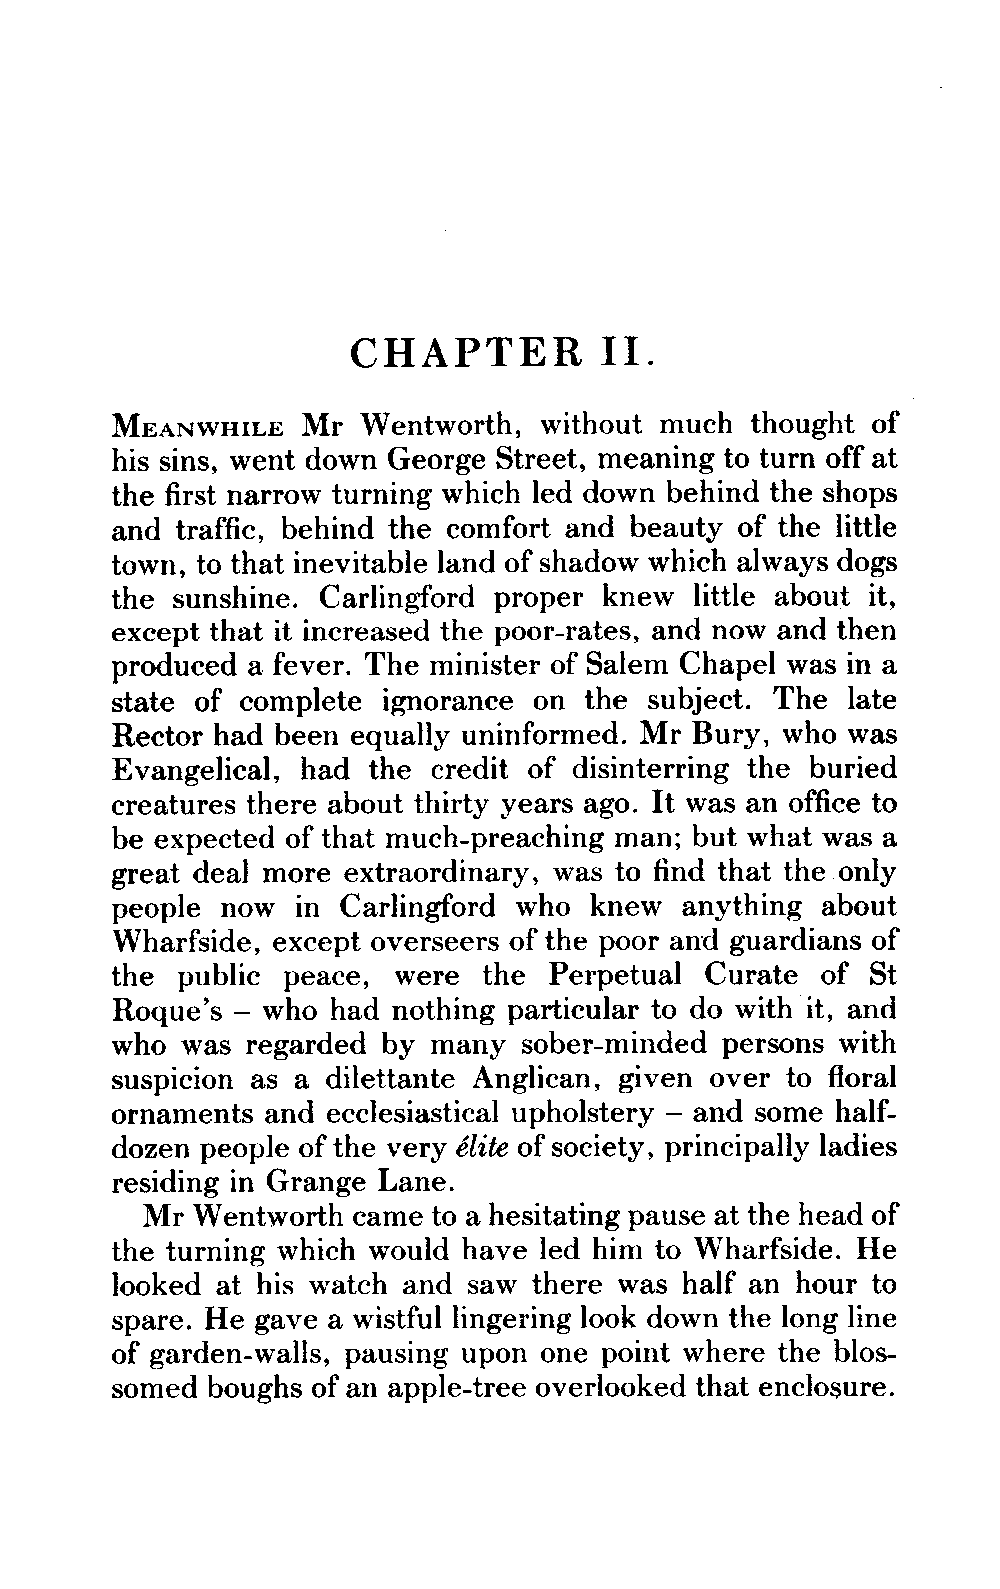 CHAPTER II.
MEANWHILE Mr Wentworth, without much thought of
his sins, went down George Street, meaning to turn off at
the first narrow turning which led down behind the shops
and traffic, behind the comfort and beauty of the little
town, to that inevitable land of shadow which always dogs
the sunshine. Carlingford proper knew little about it,
except that it increased the poor-rates, and now and then
produced a fever. The minister of Salem Chapel was in a
state of complete ignorance on the subject. The late
Rector had been equally uninformed. Mr Bury, who was
Evangelical, had the credit of disinterring the buried
creatures there about thirty years ago. It was an office to
be expected of that much-preaching man; but what was a
great deal more extraordinary, was to find that the only
people now in Carlingford who knew anything about
Wharfside, except overseers of the poor and guardians of
the public peace, were the Perpetual Curate of St
Roque's – who had nothing particular to do with it, and
who was regarded by many sober-minded persons with
suspicion as a dilettante Anglican, given over to floral
ornaments and ecclesiastical upholstery – and some half-
dozen people of the very élite of society, principally ladies
residing in Grange Lane.
Mr Wentworth came to a hesitating pause at the head of
the turning which would have led him to Wharfside. He
looked at his watch and saw there was half an hour to
spare. He gave a wistful lingering look down the long line
of garden-walls, pausing upon one point where the blos-
somed boughs of an apple-tree overlooked that enclosure.